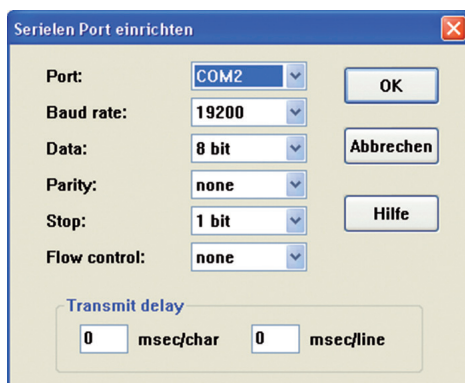 Serielen Port einrichten
Port: COM2
OK
Baud rate: 19200
Data: 8 bit
Abbrechen
Parity: none
Stop: 1 bit
Hilfe
Flow control: none
Transmit delay
0 msec/char 0 msec/line